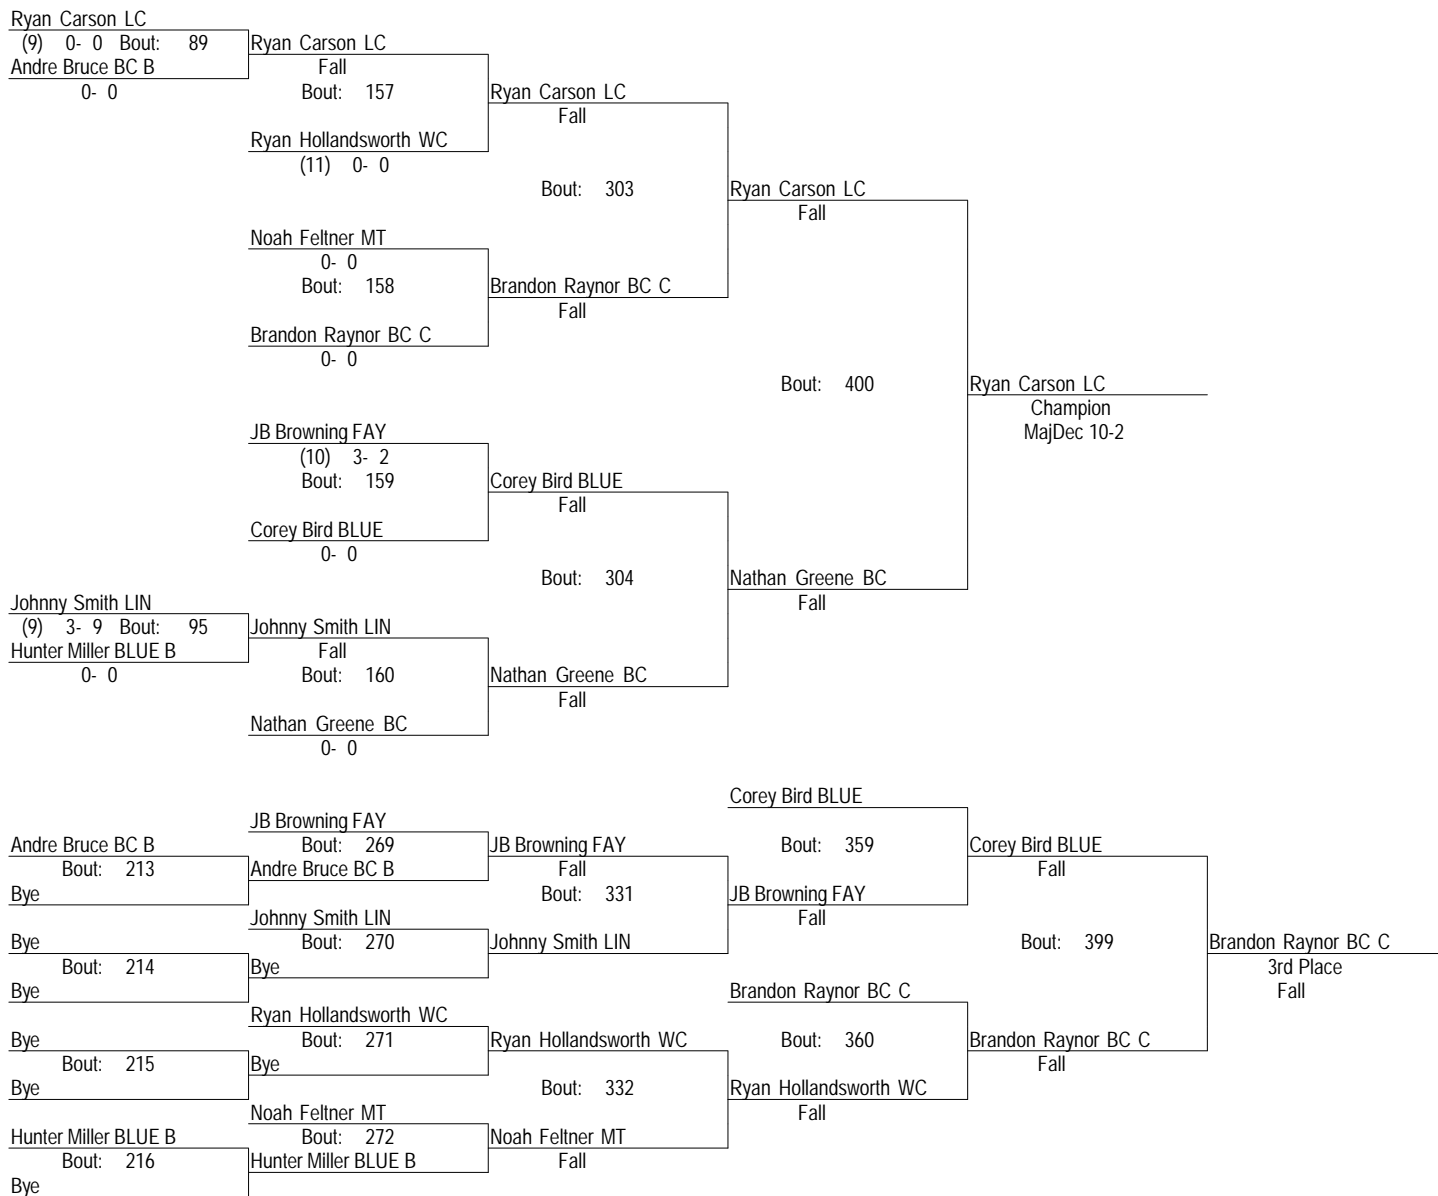 Ryan Carson LC
(9) 0- 0 Bout: 89 Ryan Carson LC
Andre Bruce BC B Fall
0- 0 Bout: 157 Ryan Carson LC
Fall
Ryan Hollandsworth WC
(11) 0- 0
Bout: 303 Ryan Carson LC
Fall
Noah Feltner MT
0- 0
Bout: 158 Brandon Raynor BC C
Fall
Brandon Raynor BC C
0- 0
Bout: 400 Ryan Carson LC
Champion
JB Browning FAY MajDec 10-2
(10) 3- 2
Bout: 159 Corey Bird BLUE
Fall
Corey Bird BLUE
0- 0
Bout: 304 Nathan Greene BC
Johnny Smith LIN Fall
(9) 3- 9 Bout: 95 Johnny Smith LIN
Hunter Miller BLUE B Fall
0- 0 Bout: 160 Nathan Greene BC
Fall
Nathan Greene BC
0- 0
Corey Bird BLUE
JB Browning FAY
Andre Bruce BC B Bout: 269 JB Browning FAY Bout: 359 Corey Bird BLUE
Bout: 213 Andre Bruce BC B Fall Fall
Bye Bout: 331 JB Browning FAY
Johnny Smith LIN Fall
Bye Bout: 270 Johnny Smith LIN Bout: 399 Brandon Raynor BC C
Bout: 214 Bye 3rd Place
Bye Brandon Raynor BC C Fall
Ryan Hollandsworth WC
Bye Bout: 271 Ryan Hollandsworth WC Bout: 360 Brandon Raynor BC C
Bout: 215 Bye Fall
Bye Bout: 332 Ryan Hollandsworth WC
Noah Feltner MT Fall
Hunter Miller BLUE B Bout: 272 Noah Feltner MT
Bout: 216 Hunter Miller BLUE B Fall
Bye